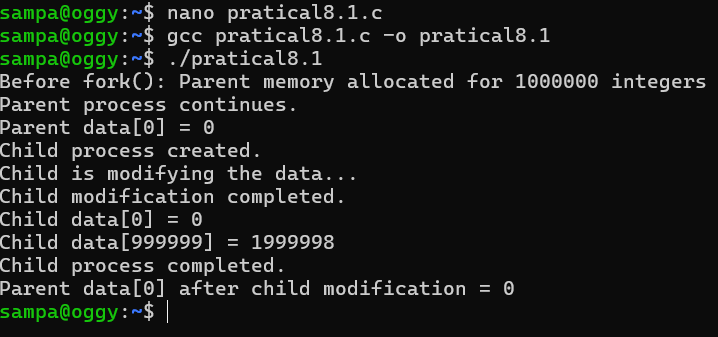 sampa@oggy:~$ nano pratical8.1.c
sampa@oggy:~$ gcc pratical8.1.c -o pratical8.1
sampa@oggy:~$ ./pratical8.1
Before fork(): Parent memory allocated for 1000000 integers
Parent process continues.
Parent data[0] = 0
Child process created.
Child is modifying the data...
Child modification completed.
Child data[0] = 0
Child data[999999] = 1999998
Child process completed.
Parent data[0] after child modification = 0
sampa@oggy:~$